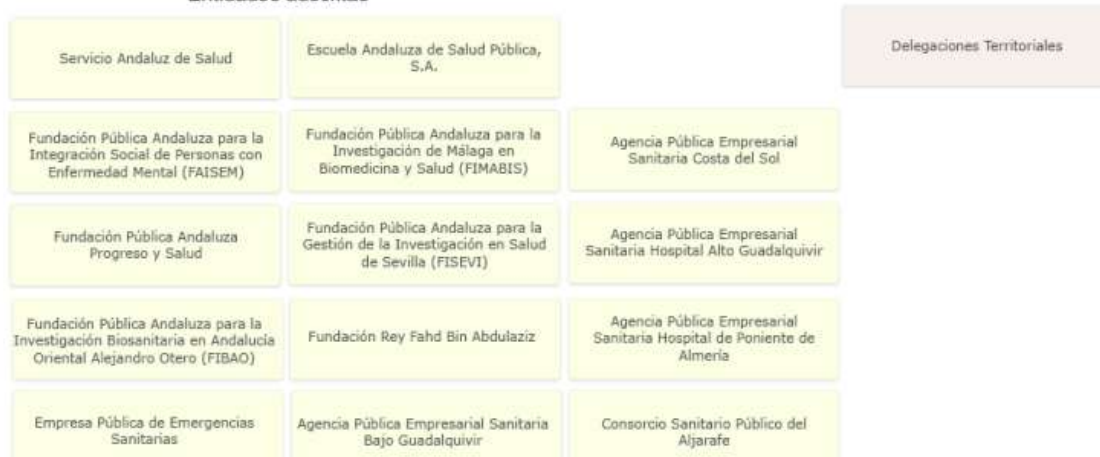 Entidades adscritas
Servicio Andaluz de Salud
Escuela Andaluza de Salud Pública,
S.A.
Delegaciones Territoriales
Fundación Pública Andaluza para la
Integración Social de Personas con
Enfermedad Mental (FAISEM)
Fundación Pública Andaluza para la
Investigación de Málaga en
Biomedicina y Salud (FIMABIS)
Agencia Pública Empresarial
Sanitaria Costa del Sol
Fundación Pública Andaluza
Progreso y Salud
Fundación Pública Andaluza para la
Gestión de la Investigación en Salud
de Sevilla (FISEVI)
Agencia Pública Empresarial
Sanitaria Hospital Alto Guadalquivir
Fundación Pública Andaluza para la
Investigación Biosanitaria en Andalucía
Oriental Alejandro Otero (FIBAO)
Fundación Rey Fahd Bin Abdulaziz
Agencia Pública Empresarial
Sanitaria Hospital de Poniente de
Almería
Empresa Pública de Emergencias
Sanitarias
Agencia Pública Empresarial Sanitaria
Bajo Guadalquivir
Consorcio Sanitario Público del
Aljarafe